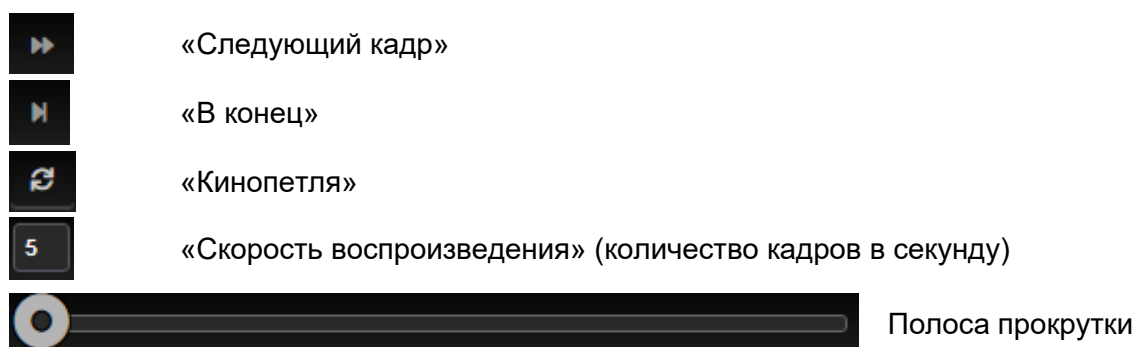 «Следующий кадр»
«В конец»
«Кинопетля»
5 «Скорость воспроизведения» (количество кадров в секунду)
Полоса прокрутки